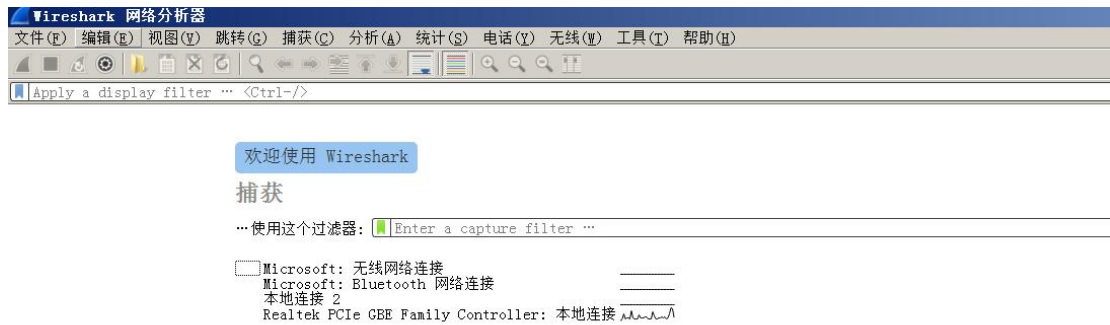 Wireshark 网络分析器
文件(F) 编辑(E) 视图(V) 跳转(G) 捕获(C) 分析(A) 统计(S) 电话(Y) 无线(W) 工具(T) 帮助(H)
Apply a display filter … <Ctrl-/>
欢迎使用 Wireshark
捕获
…使用这个过滤器: Enter a capture filter …
Microsoft: 无线网络连接
Microsoft: Bluetooth 网络连接
本地连接 2
Realtek PCIe GBE Family Controller: 本地连接